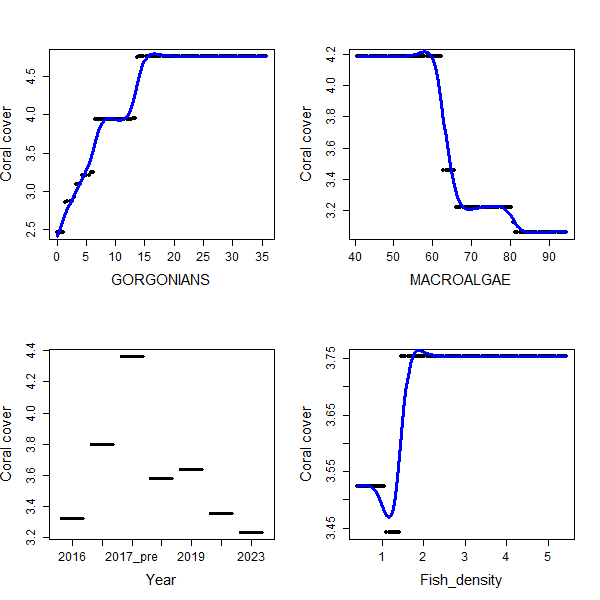 Coral cover
4.5
4.0
3.5
3.0
2.5
0 5 10 15 20 25 30 35
GORGONIANS
Coral cover
4.2
4.0
3.8
3.6
3.4
3.2
40 50 60 70 80 90
MACROALGAE
Coral cover
4.4
4.2
4.0
3.8
3.6
3.4
3.2
2016 2017_pre 2019 2023
Year
Coral cover
3.75
3.65
3.55
3.45
1 2 3 4 5
Fish_density